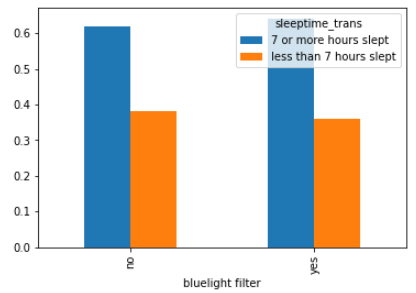 sleeptime_trans
7 or more hours slept
less than 7 hours slept
0.6
0.5
0.4
0.3
0.2
0.1
0.0
no
yes
bluelight filter